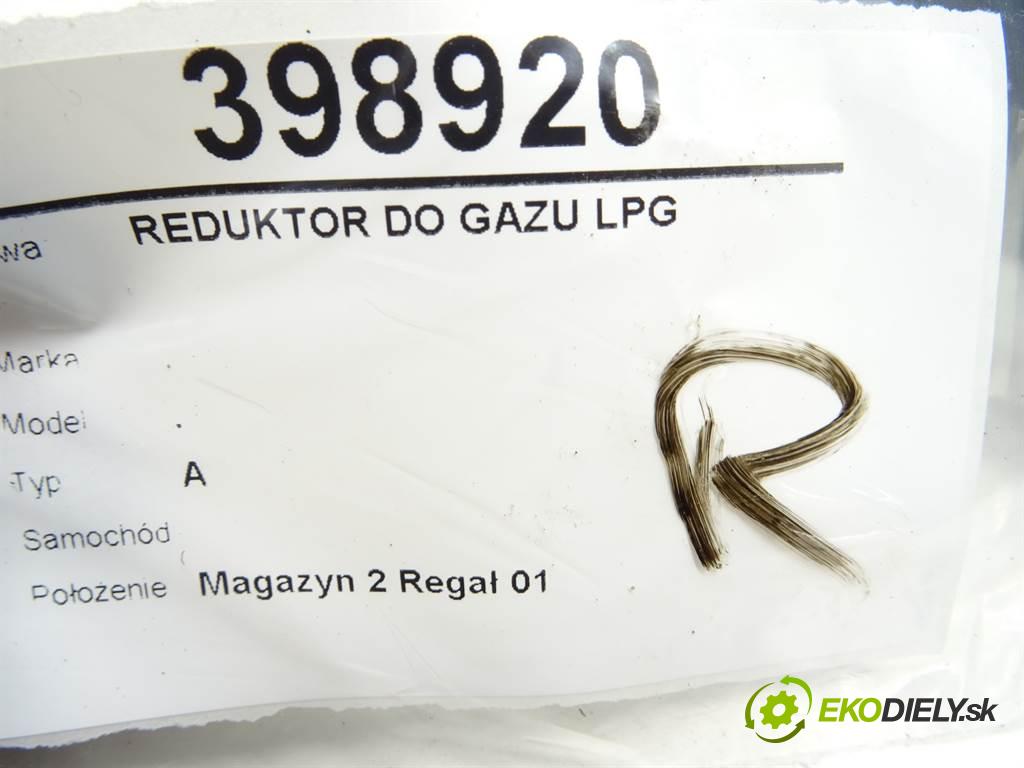 398920
wa REDUKTOR DO GAZU LPG
Marka
Model .
Typ A
Samochód
Położenie Magazyn 2 Regał 01
R
EKODIELY.sk